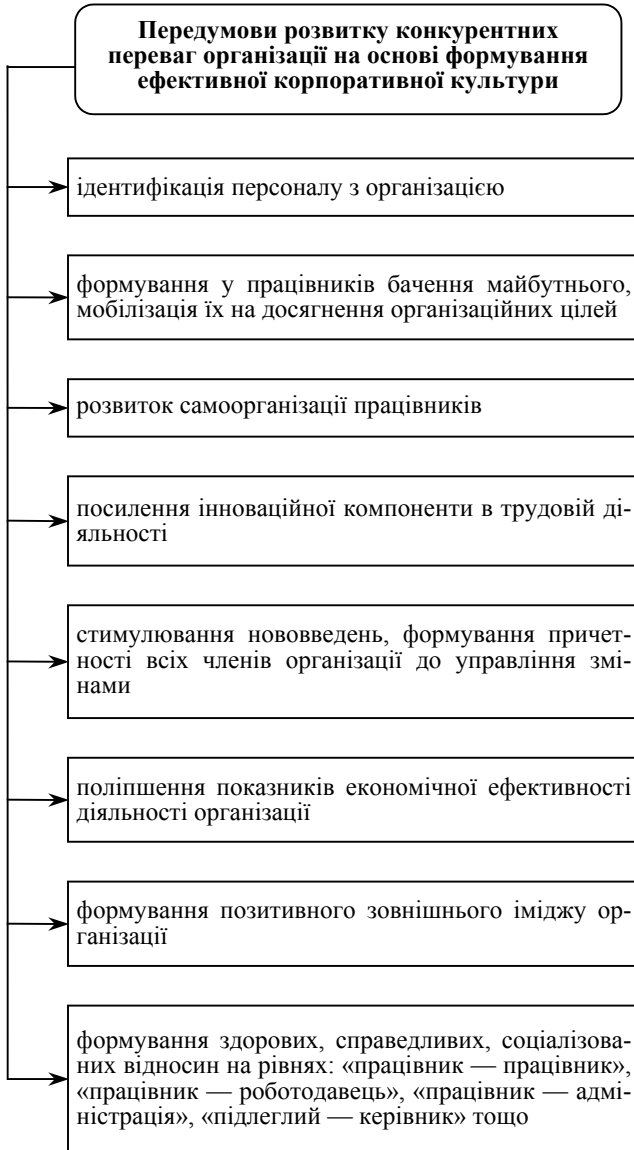 Передумови розвитку конкурентних
переваг організації на основі формування
ефективної корпоративної культури
ідентифікація персоналу з організацією
формування у працівників бачення майбутнього,
мобілізація їх на досягнення організаційних цілей
розвиток самоорганізації працівників
посилення інноваційної компоненти в трудовій ді-
яльності
стимулювання нововведень, формування причет-
ності всіх членів організації до управління змі-
нами
поліпшення показників економічної ефективності
діяльності організації
формування позитивного зовнішнього іміджу ор-
ганізації
формування здорових, справедливих, соціалізова-
них відносин на рівнях: «працівник — працівник»,
«працівник — роботодавець», «працівник — адмі-
ністрація», «підлеглий — керівник» тощо